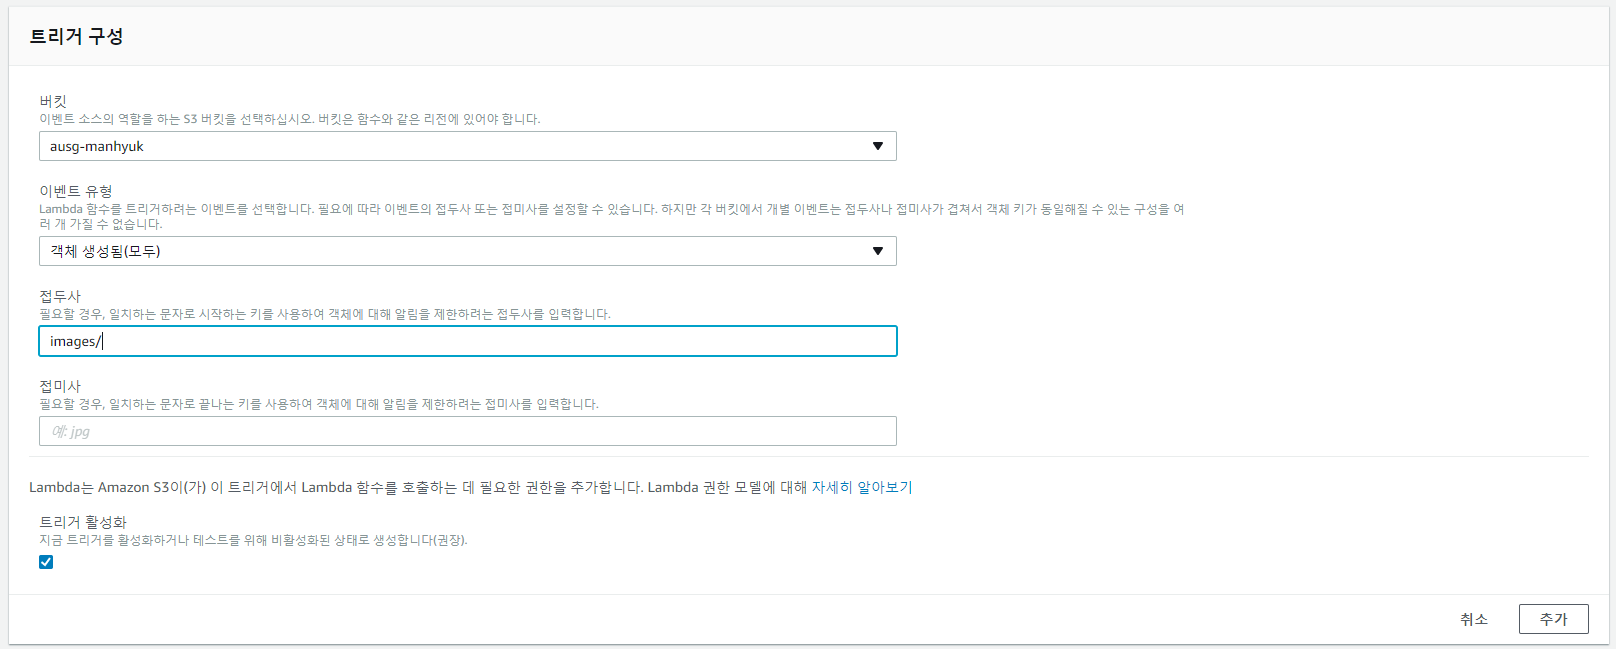 트리거 구성
버킷
이벤트 소스의 역할을 하는 S3 버킷을 선택하십시오. 버킷은 함수와 같은 리전에 있어야 합니다.
ausg-manhyuk
이벤트 유형
Lambda 함수를 트리거하려는 이벤트를 선택합니다. 필요에 따라 이벤트의 접두사 또는 접미사를 설정할 수 있습니다. 하지만 각 버킷에서 개별 이벤트는 접두사나 접미사가 겹쳐서 객체 키가 동일해질 수 있는 구성을 여
러 개 가질 수 없습니다.
객체 생성됨(모두)
접두사
필요할 경우, 일치하는 문자로 시작하는 키를 사용하여 객체에 대해 알림을 제한하려는 접두사를 입력합니다.
images/
접미사
필요할 경우, 일치하는 문자로 끝나는 키를 사용하여 객체에 대해 알림을 제한하려는 접미사를 입력합니다.
예: jpg
Lambda는 Amazon S3이(가) 이 트리거에서 Lambda 함수를 호출하는 데 필요한 권한을 추가합니다. Lambda 권한 모델에 대해 자세히 알아보기
트리거 활성화
지금 트리거를 활성화하거나 테스트를 위해 비활성화된 상태로 생성합니다(권장).
취소 추가